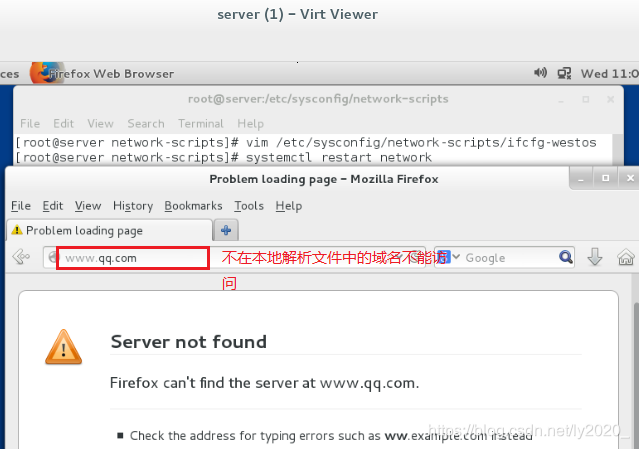 server (1) – Virt Viewer
ces Firefox Web Browser Wed 11:0
root@server:/etc/sysconfig/network-scripts
File Edit View Search Terminal Help
[root@server network-scripts]# vim /etc/sysconfig/network-scripts/ifcfg-westos
[root@server network-scripts]# systemctl restart network
Problem loading page – Mozilla Firefox
File Edit View History Bookmarks Tools Help
Problem loading page
www.qq.com 不在本地解析文件中的域名不能访 Google
问
Server not found
Firefox can't find the server at www.qq.com.
Check the address for typing errors such as ww.example.com instead
https://blog.csdn.net/ly2020_